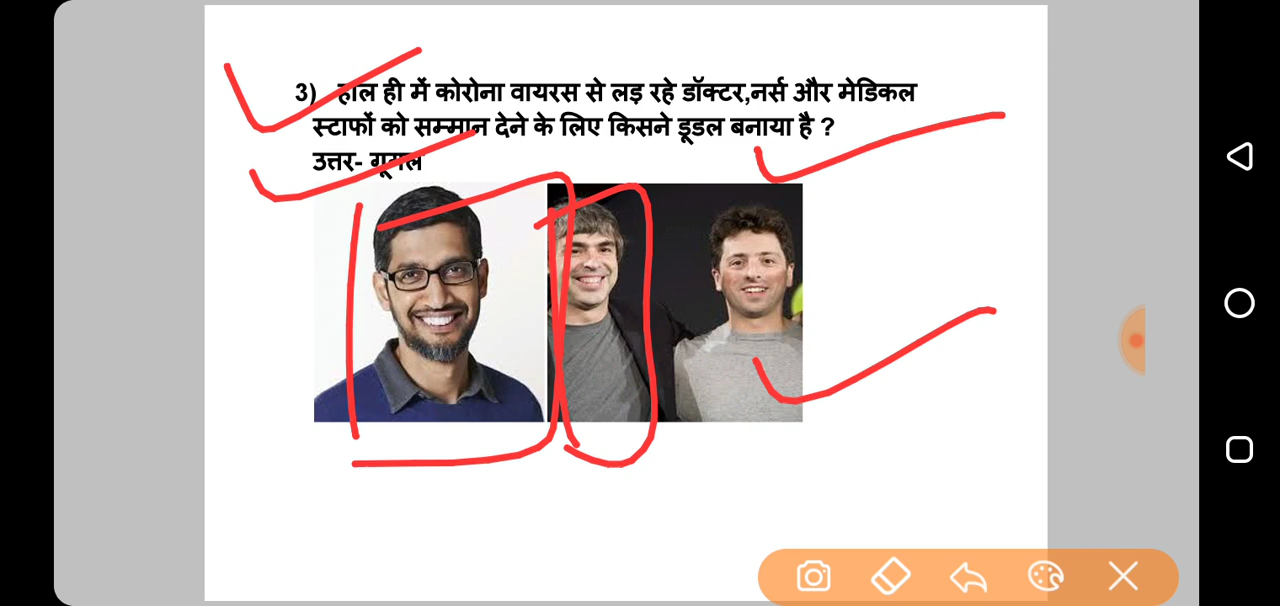 3) हाल ही में कोरोना वायरस से लड़ रहे डॉक्टर,नर्स और मेडिकल
स्टाफों को सम्मान देने के लिए किसने डूडल बनाया है ?
उत्तर- गूगल